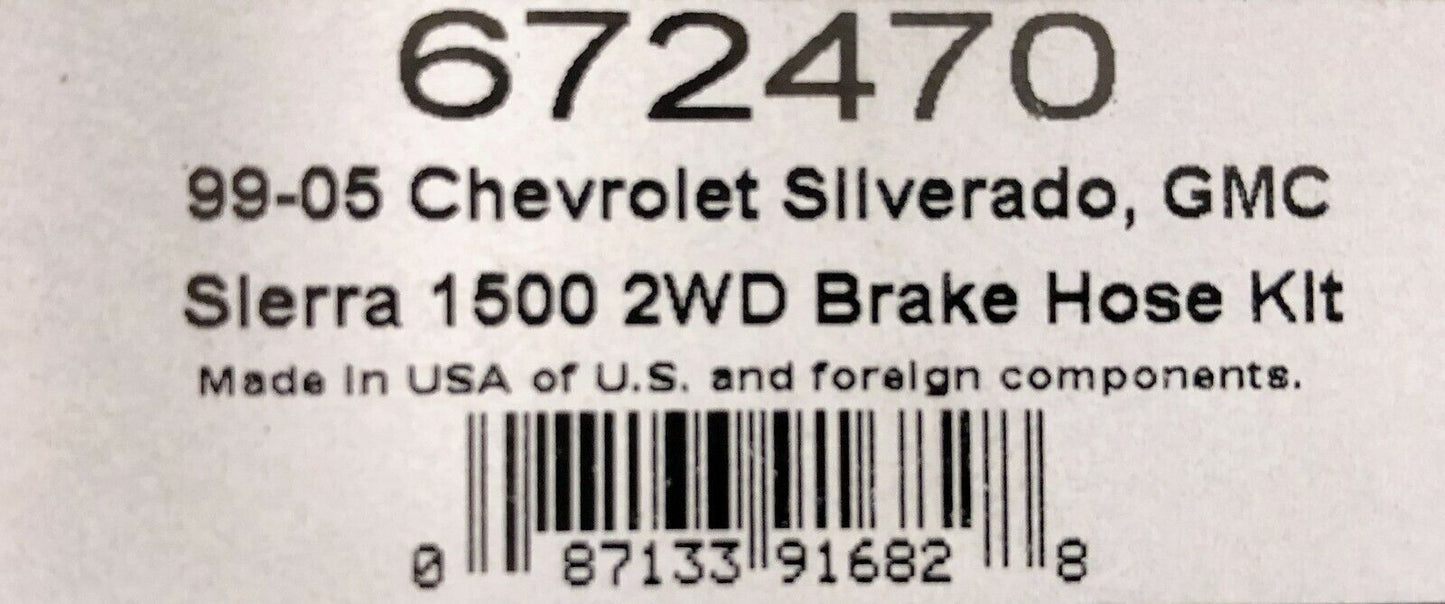 672470
99-05 Chevrolet Silverado, GMC
Sierra 1500 2WD Brake Hose Kit
Made in USA of U.S. and foreign components.
0 87133 91682 8